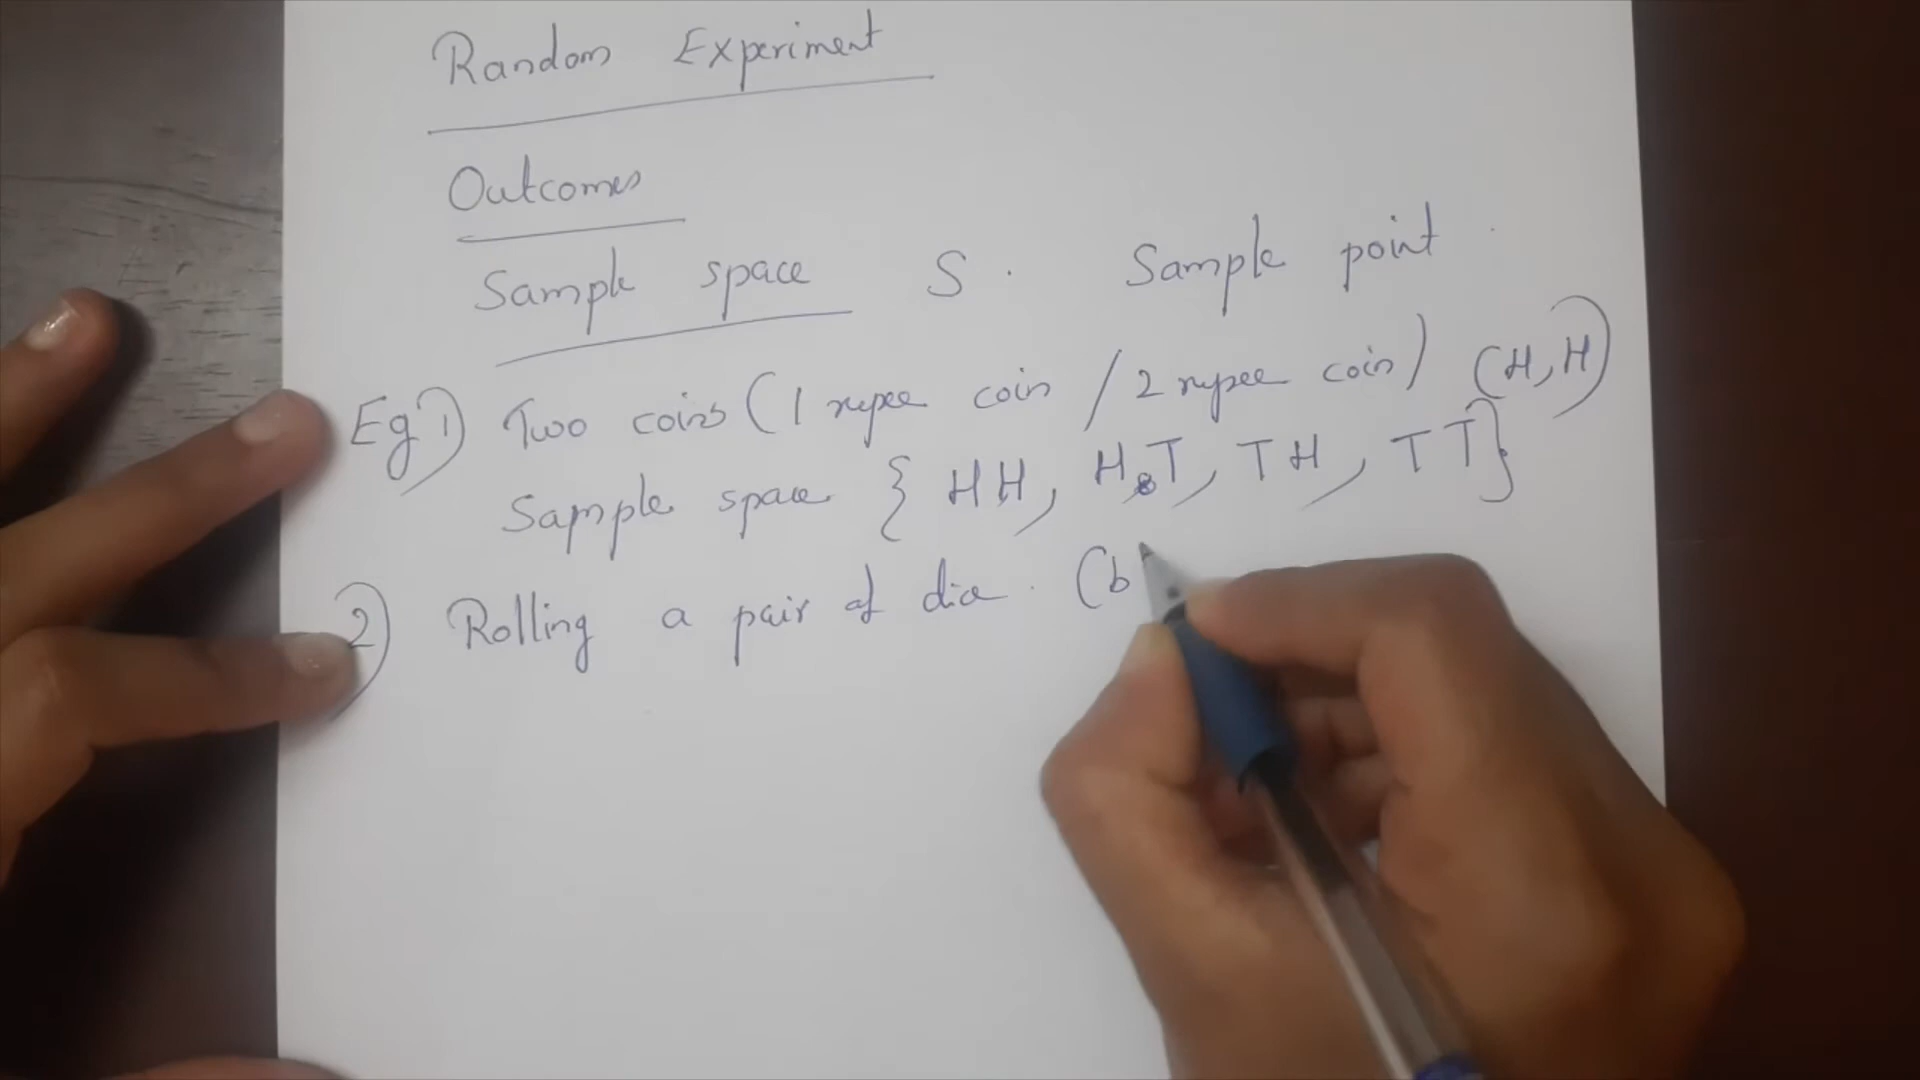 Random Experiment
Outcomes
Sample space S. Sample point.
Eg 1) Two coins (1 rupee coin / 2 rupee coin) (H,H)
Sample space { HH, HT, TH, TT}
2) Rolling a pair of dice. (b